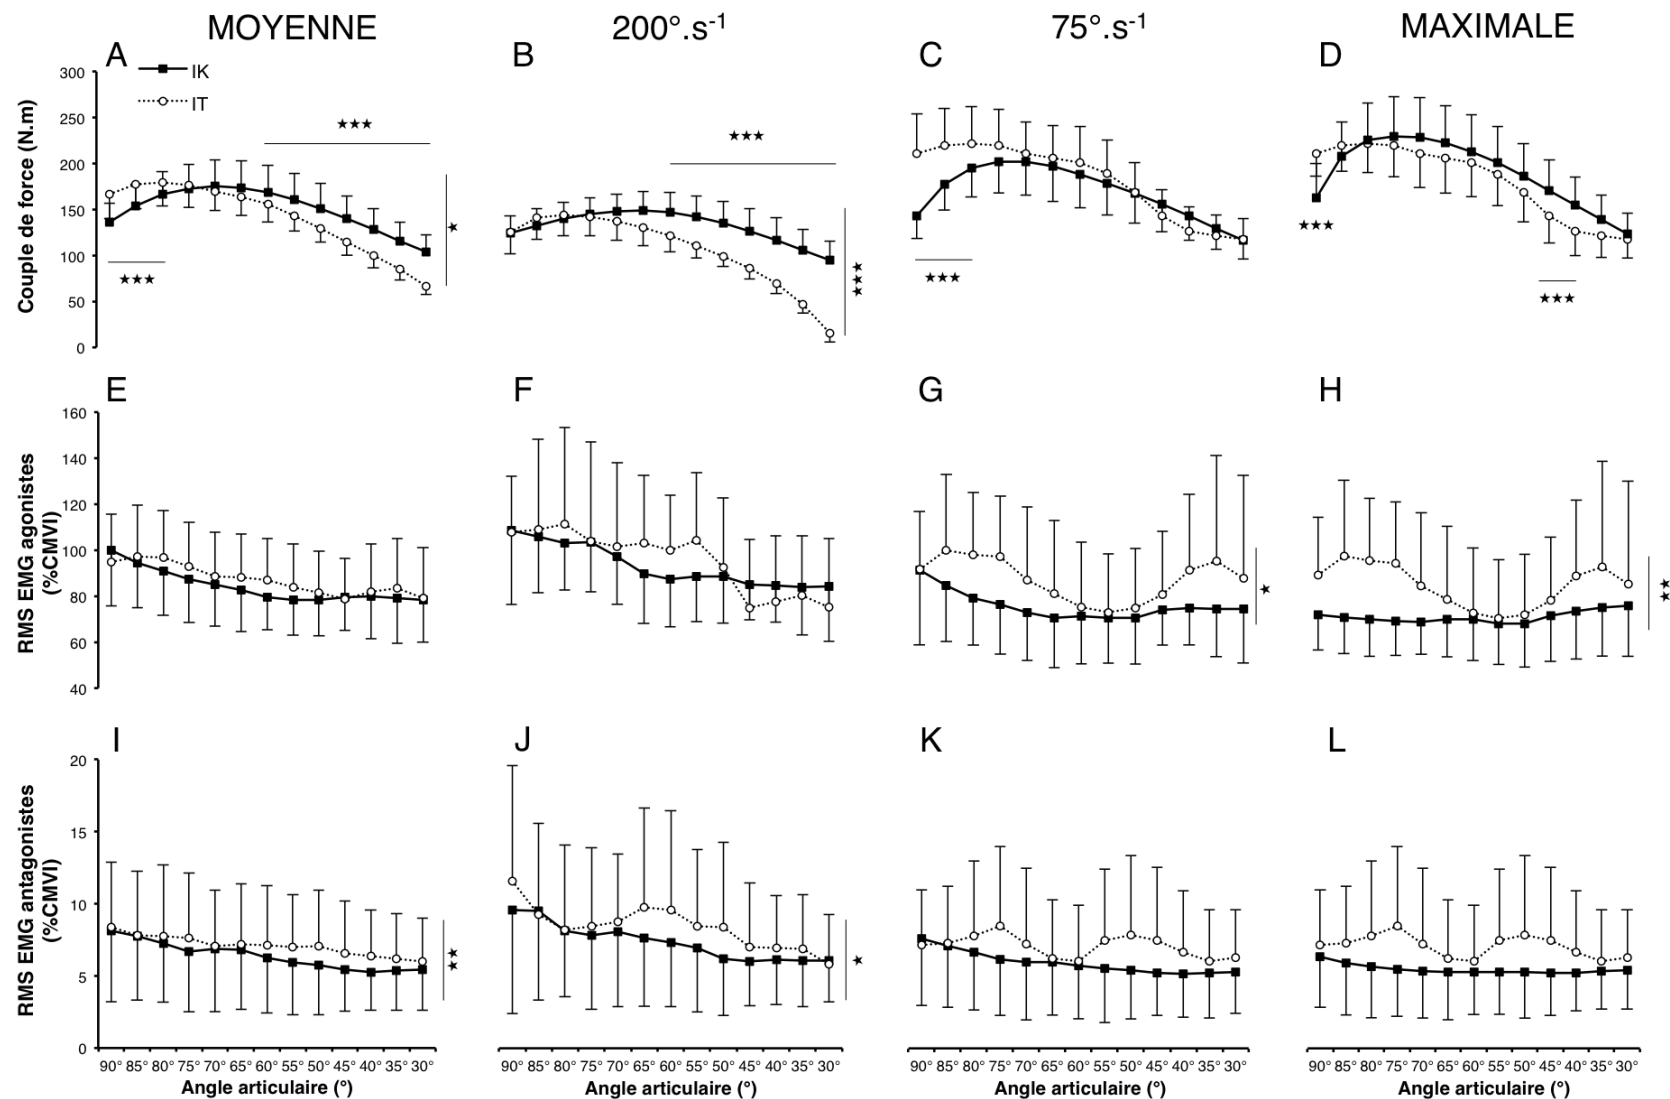 MOYENNE 200°.s-1 75°.s-1 MAXIMALE
A B C D
IK
IT
Couple de force (N.m)
300
250
200
150
100
50
0
★★★
★★★
★
★★★
★★★
★★★
★★★
★★★
E F G H
RMS EMG agonistes
(%CMVI)
160
140
120
100
80
60
40
★
★★
I J K L
RMS EMG antagonistes
(%CMVI)
20
15
10
5
0
★★
★
90° 85° 80° 75° 70° 65° 60° 55° 50° 45° 40° 35° 30°
90° 85° 80° 75° 70° 65° 60° 55° 50° 45° 40° 35° 30°
90° 85° 80° 75° 70° 65° 60° 55° 50° 45° 40° 35° 30°
90° 85° 80° 75° 70° 65° 60° 55° 50° 45° 40° 35° 30°
Angle articulaire (°) Angle articulaire (°) Angle articulaire (°) Angle articulaire (°)